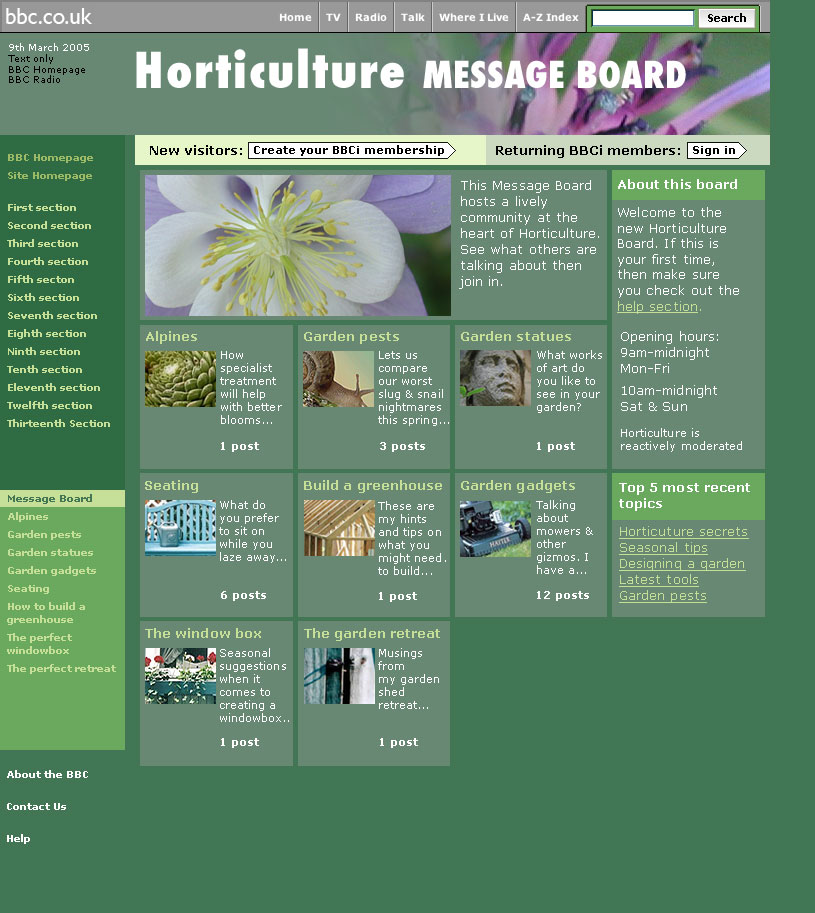 bbc.co.uk
Home TV Radio Talk Where I Live A-Z Index Search
9th March 2005
Text only
BBC Homepage
BBC Radio
Horticulture MESSAGE BOARD
New visitors: Create your BBCi membership
Returning BBCi members: Sign in
BBC Homepage
Site Homepage
First section
Second section
Third section
Fourth section
Fifth secton
Sixth section
Seventh section
Eighth section
Ninth section
Tenth section
Eleventh section
Twelfth section
Thirteenth Section
Message Board
Alpines
Garden pests
Garden statues
Garden gadgets
Seating
How to build a
greenhouse
The perfect
windowbox
The perfect retreat
About the BBC
Contact Us
Help
This Message Board
hosts a lively
community at the
heart of Horticulture.
See what others are
talking about then
join in.
Alpines
How
specialist
treatment
will help
with better
blooms...
1 post
Garden pests
Lets us
compare
our worst
slug & snail
nightmares
this spring...
3 posts
Garden statues
What works
of art do
you like to
see in your
garden?
1 post
Seating
What do
you prefer
to sit on
while you
laze away...
6 posts
Build a greenhouse
These are
my hints
and tips on
what you
might need.
to build...
1 post
Garden gadgets
Talking
about
mowers &
other
gizmos. I
have a...
12 posts
The window box
Seasonal
suggestions
when it
comes to
creating a
windowbox..
1 post
The garden retreat
Musings
from
my garden
shed
retreat...
1 post
About this board
Welcome to the
new Horticulture
Board. If this is
your first time,
then make sure
you check out the
help section.
Opening hours:
9am-midnight
Mon-Fri
10am-midnight
Sat & Sun
Horticulture is
reactively moderated
Top 5 most recent
topics
Horticuture secrets
Seasonal tips
Designing a garden
Latest tools
Garden pests